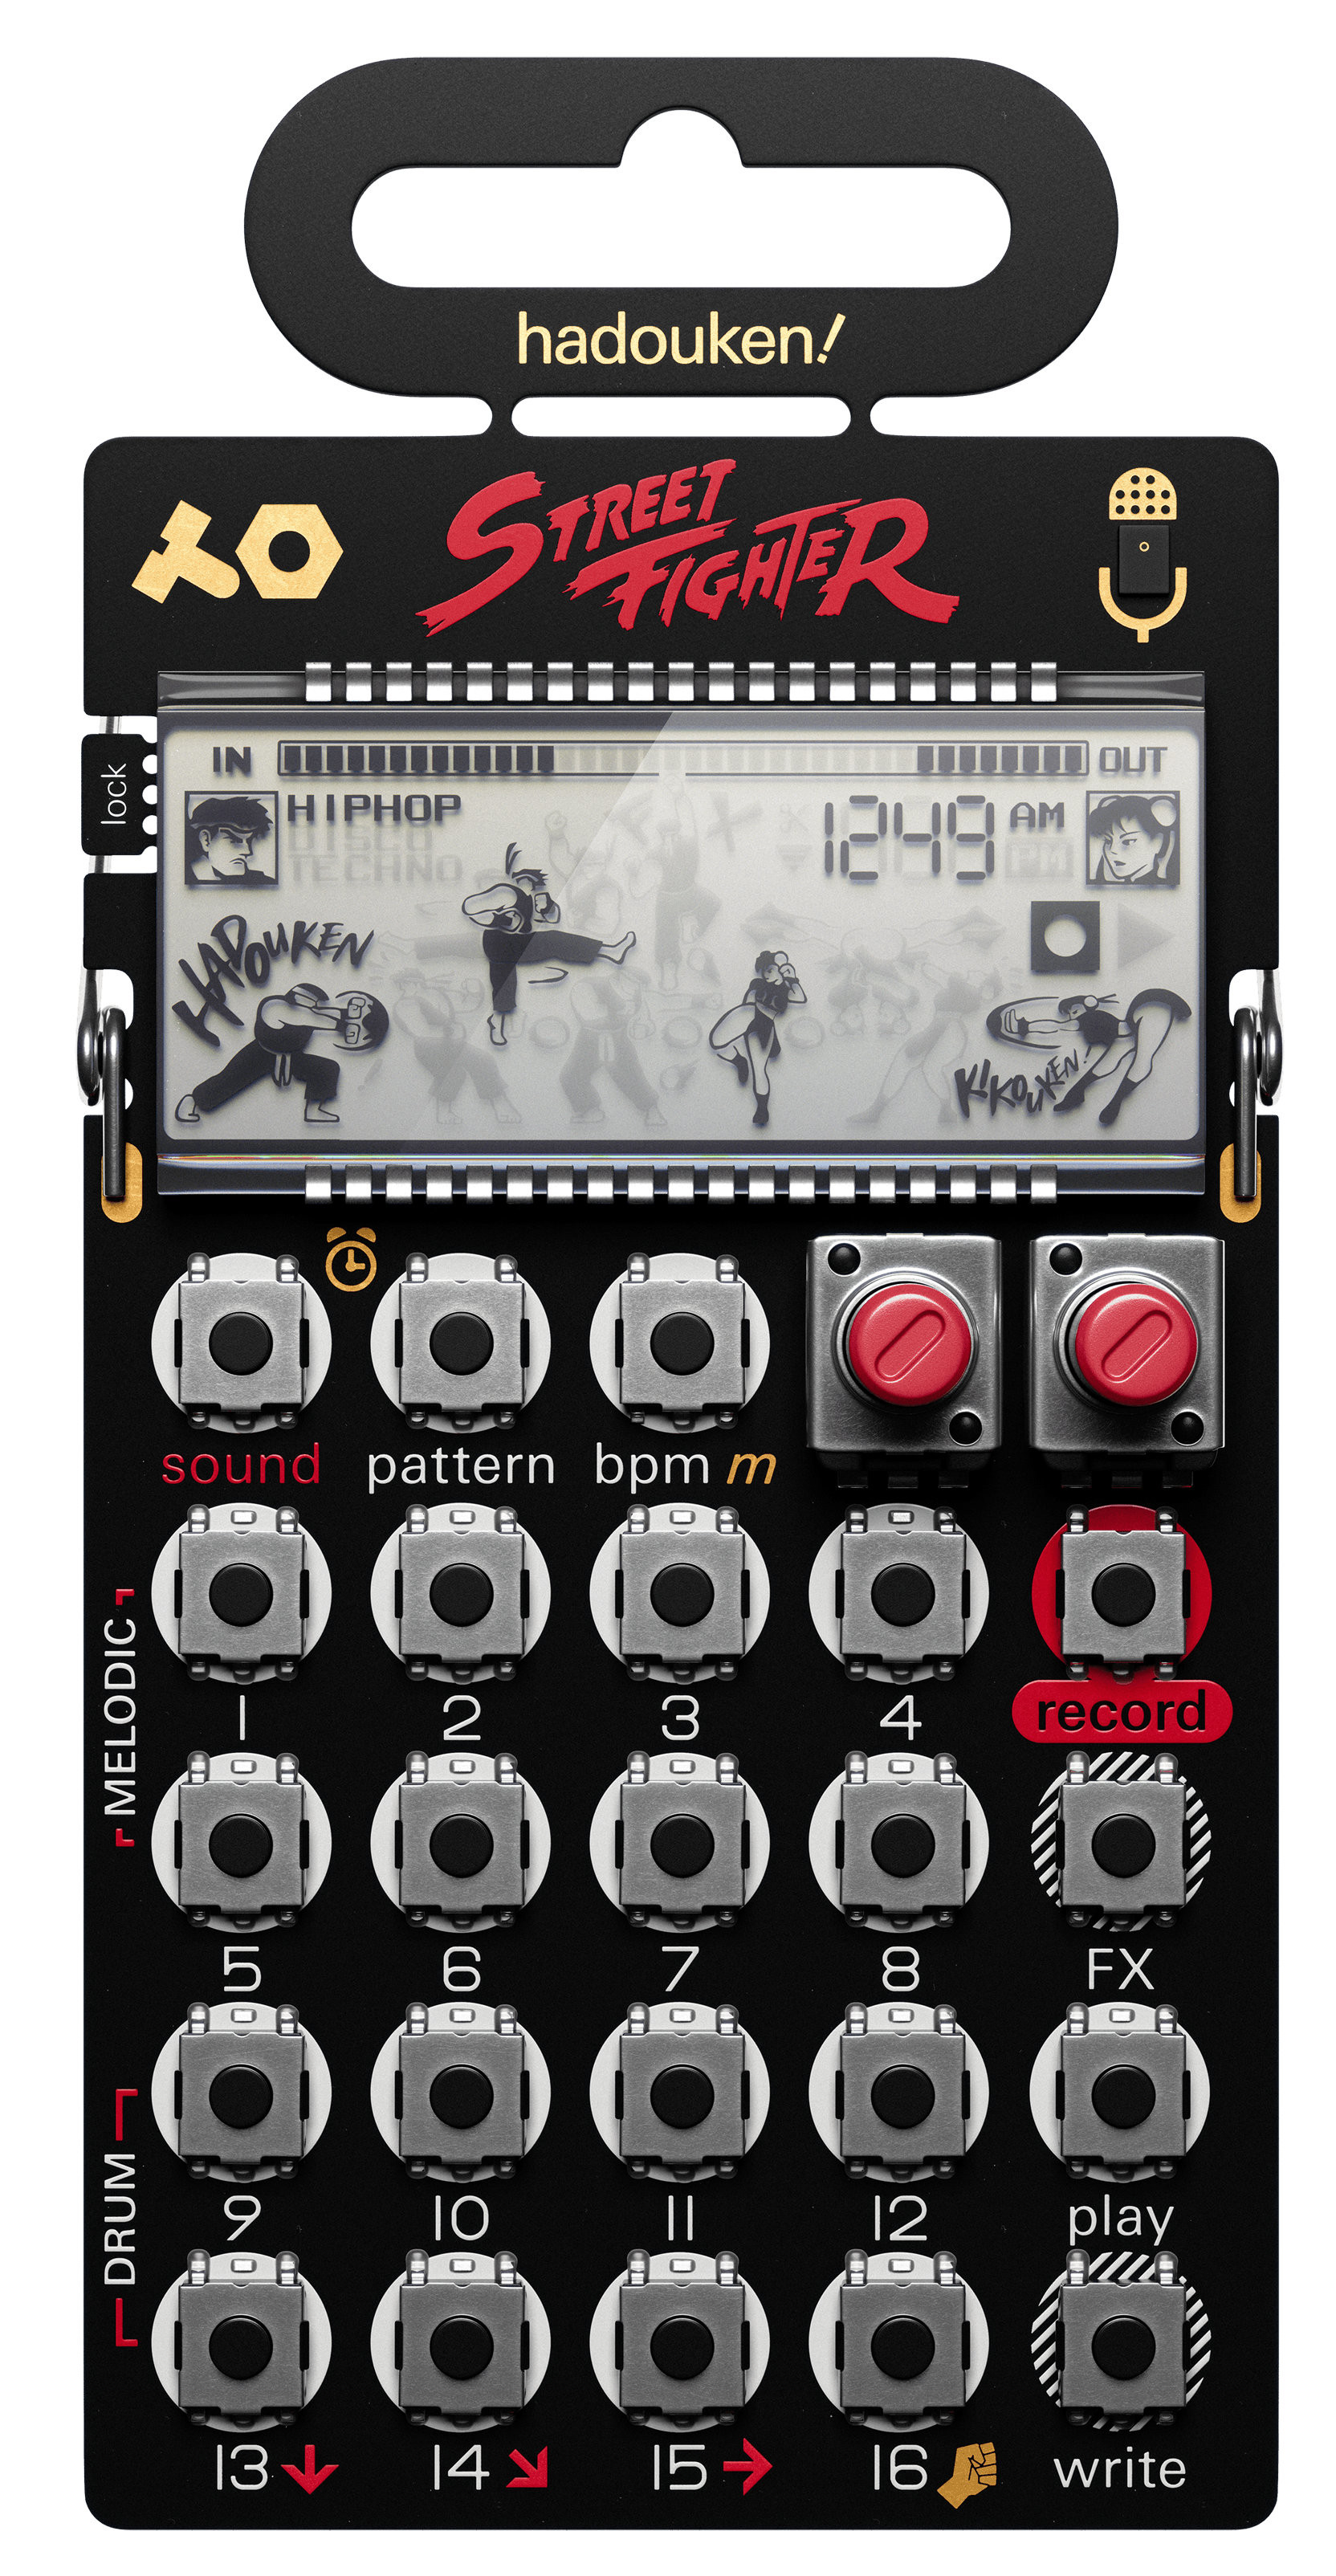 hadouken!
STREET
FIGHTER
lock
IN OUT
HIPHOP 12 49 AM
DISCO
TECHNO PM
HADOUKEN
KIKOUKEN!
sound pattern bpm m
MELODIC
1 2 3 4 record
5 6 7 8 FX
DRUM
9 10 11 12 play
13 14 15 16 write